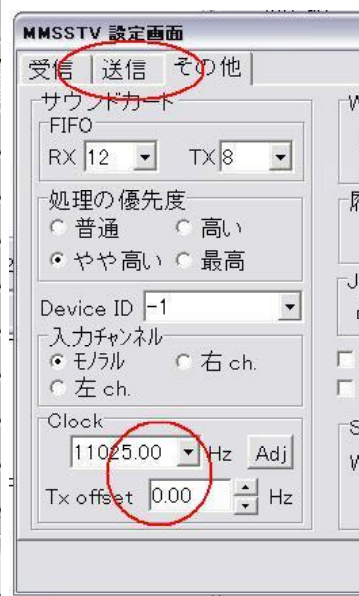 MMSSTV 設定画面
受信 送信 その他
サウンドカード
FIFO
RX 12 TX 8
処理の優先度
普通 高い
やや高い 最高
Device ID -1
入力チャンネル
モノラル 右 ch.
左 ch.
Clock
11025.00 Hz Adj
Tx offset 0.00 Hz